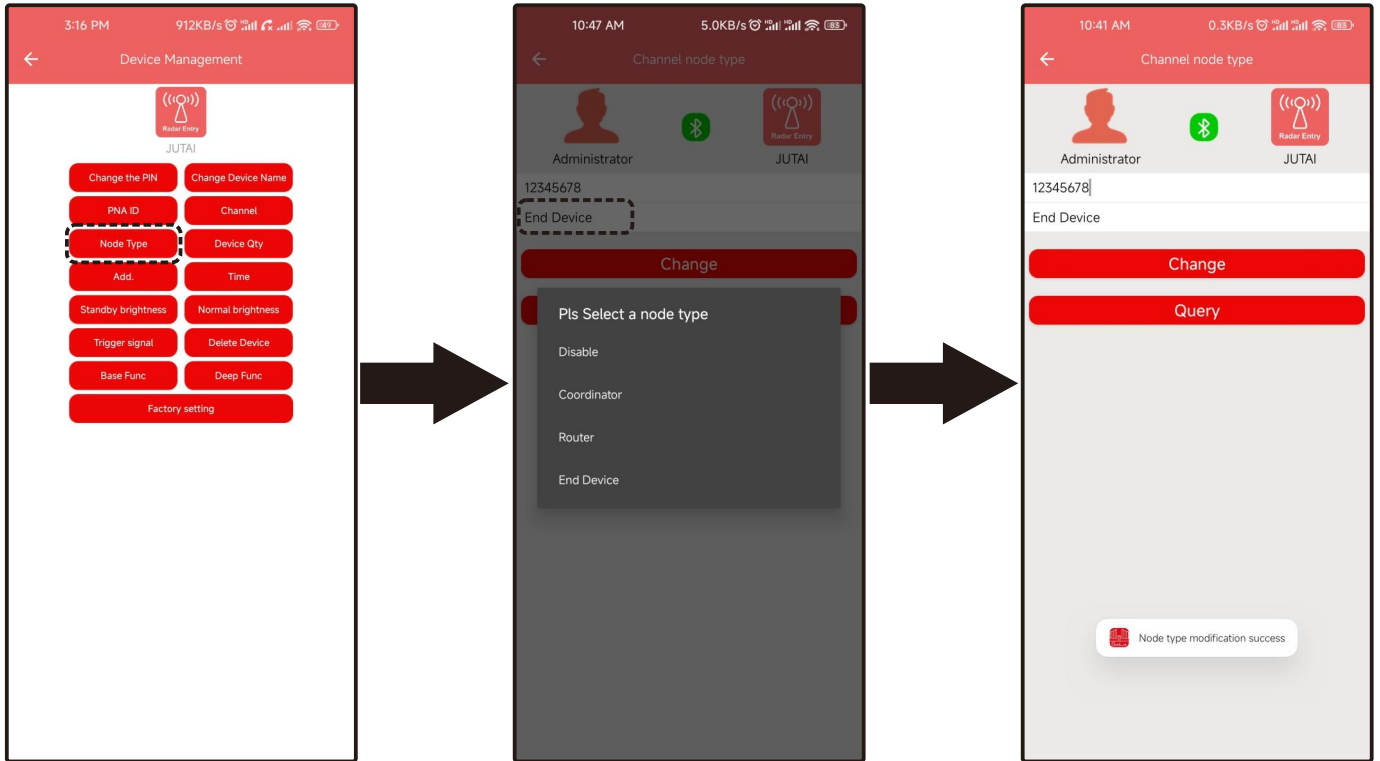 3:16 PM 912KB/s 49
Device Management
Radar Entry
JUTAI
Change the PIN Change Device Name
PNA ID Channel
Node Type Device Qty
Add. Time
Standby brightness Normal brightness
Trigger signal Delete Device
Base Func Deep Func
Factory setting
10:47 AM 5.0KB/s HD HD 83
Channel node type
Radar Entry
Administrator JUTAI
12345678
End Device
Change
Pls Select a node type
Disable
Coordinator
Router
End Device
10:41 AM 0.3KB/s HD HD 83
Channel node type
Radar Entry
Administrator JUTAI
12345678
End Device
Change
Query
Node type modification success